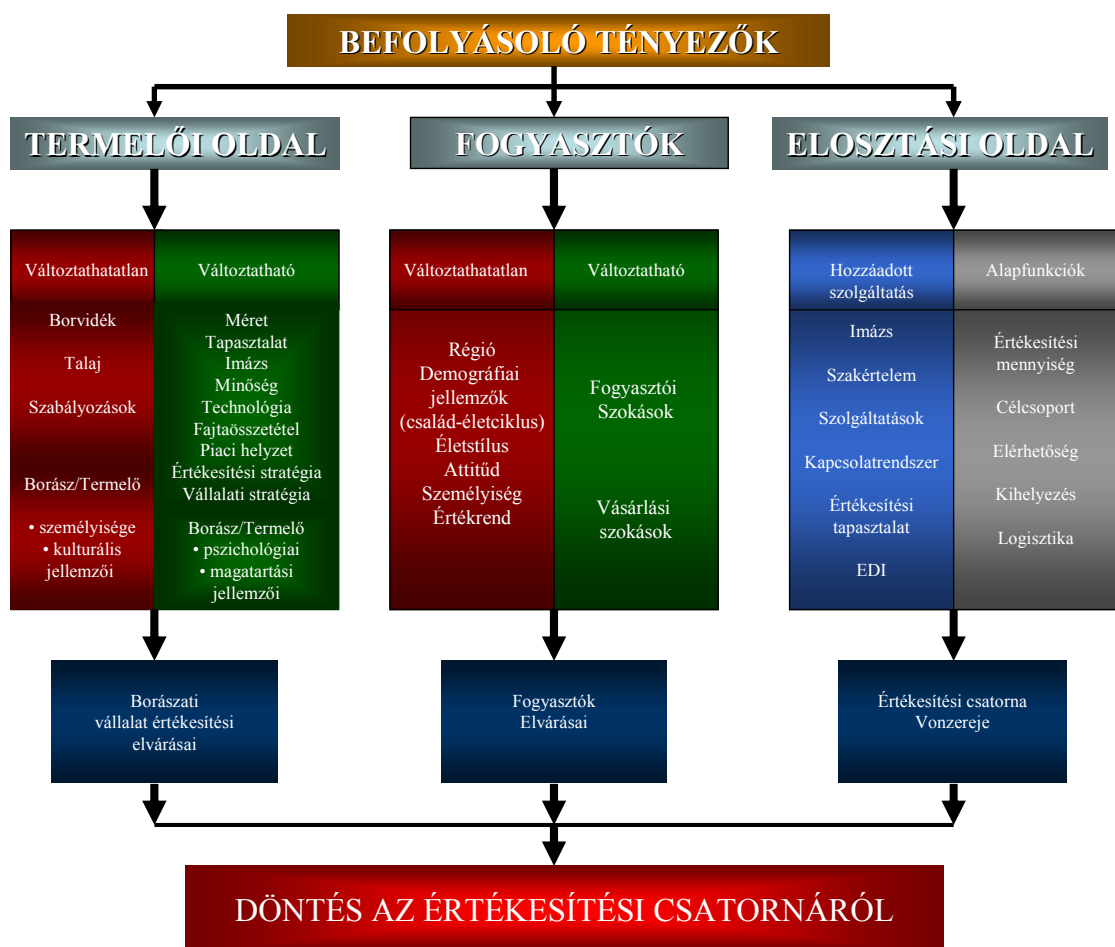 BEFOLYÁSOLÓ TÉNYEZŐK
TERMELŐI OLDAL
Változtathatatlan
Borvidék
Talaj
Szabályozások
Borász/Termelő
• személyisége
• kulturális
jellemzői
Változtatható
Méret
Tapasztalat
Imázs
Minőség
Technológia
Fajtaösszetétel
Piaci helyzet
Értékesítési stratégia
Vállalati stratégia
Borász/Termelő
• pszichológiai
• magatartási
jellemzői
Borászati
vállalat értékesítési
elvárásai
FOGYASZTÓK
Változtathatatlan
Régió
Demográfiai
jellemzők
(család-életciklus)
Életstílus
Attitűd
Személyiség
Értékrend
Változtatható
Fogyasztói
Szokások
Vásárlási
szokások
Fogyasztók
Elvárásai
ELOSZTÁSI OLDAL
Hozzáadott
szolgáltatás
Imázs
Szakértelem
Szolgáltatások
Kapcsolatrendszer
Értékesítési
tapasztalat
EDI
Alapfunkciók
Értékesítési
mennyiség
Célcsoport
Elérhetőség
Kihelyezés
Logisztika
Értékesítési csatorna
Vonzereje
DÖNTÉS AZ ÉRTÉKESÍTÉSI CSATORNÁRÓL